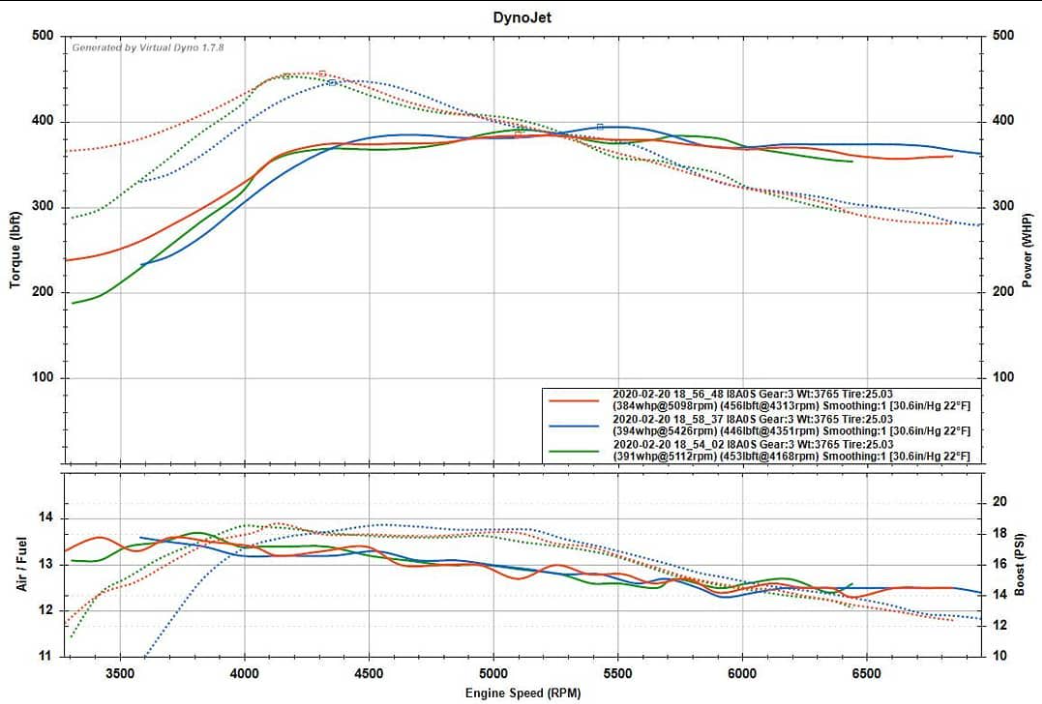 DynoJet
Generated by Virtual Dyno 1.7.8
500
400
300
200
100
Torque (lbft)
500
400
300
200
100
Power (WHP)
2020-02-20 18_56_48 I8A0S Gear:3 Wt:3765 Tire:25.03
(384whp@5098rpm) (456lbft@4313rpm) Smoothing:1 [30.6in/Hg 22°F]
2020-02-20 18_58_37 I8A0S Gear:3 Wt:3765 Tire:25.03
(394whp@5426rpm) (446lbft@4351rpm) Smoothing:1 [30.6in/Hg 22°F]
2020-02-20 18_54_02 I8A0S Gear:3 Wt:3765 Tire:25.03
(391whp@5112rpm) (453lbft@4168rpm) Smoothing:1 [30.6in/Hg 22°F]
14
13
12
11
Air / Fuel
20
18
16
14
12
10
Boost (PSI)
3500 4000 4500 5000 5500 6000 6500
Engine Speed (RPM)